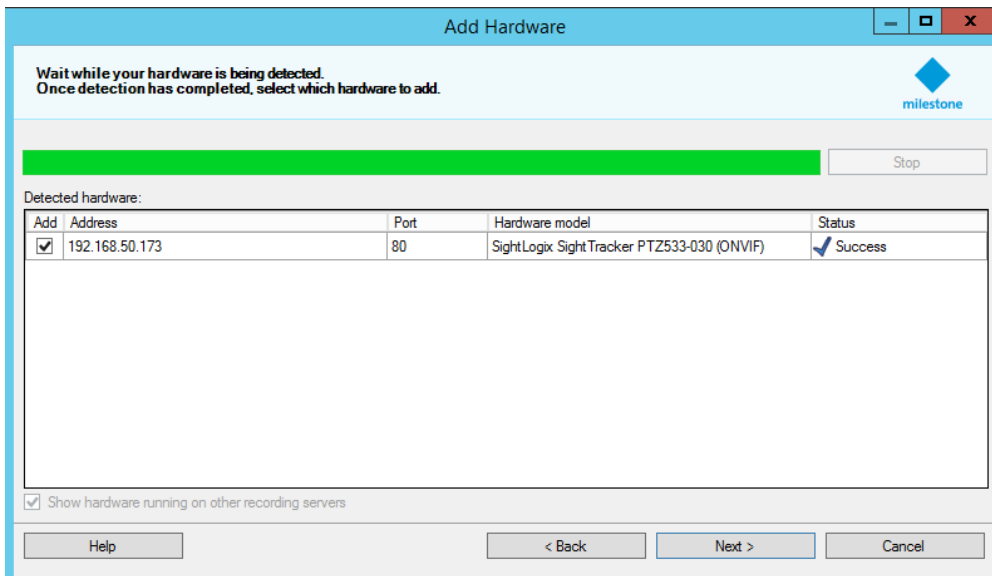 Add Hardware
Wait while your hardware is being detected.
Once detection has completed, select which hardware to add.
milestone
Stop
Detected hardware:
Add Address Port Hardware model Status
192.168.50.173 80 SightLogix SightTracker PTZ533-030 (ONVIF) Success
Show hardware running on other recording servers
Help < Back Next > Cancel